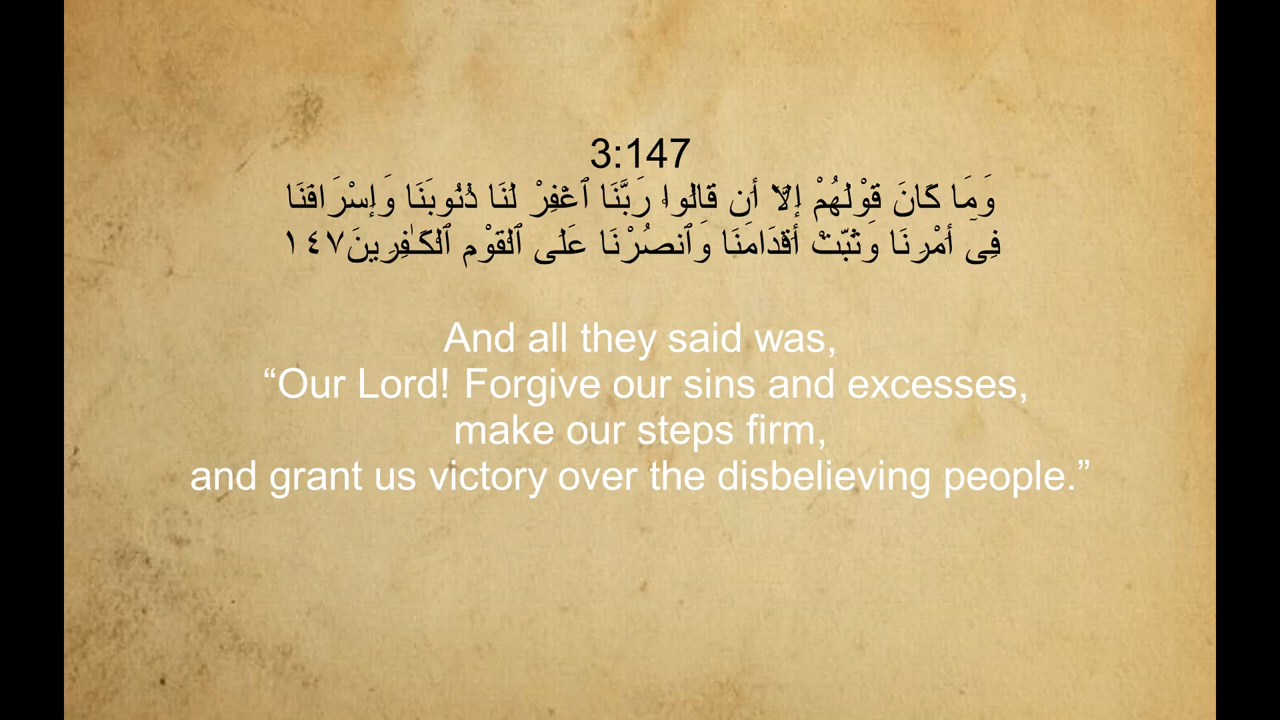 3:147
وَمَا كَانَ قَوْلَهُمْ إِلَّا أَن قَالُوا۟ رَبَّنَا ٱغْفِرْ لَنَا ذُنُوبَنَا وَإِسْرَافَنَا
فِىٓ أَمْرِنَا وَثَبِّتْ أَقْدَامَنَا وَٱنصُرْنَا عَلَى ٱلْقَوْمِ ٱلْكَـٰفِرِينَ١٤٧
And all they said was,
“Our Lord! Forgive our sins and excesses,
make our steps firm,
and grant us victory over the disbelieving people.”